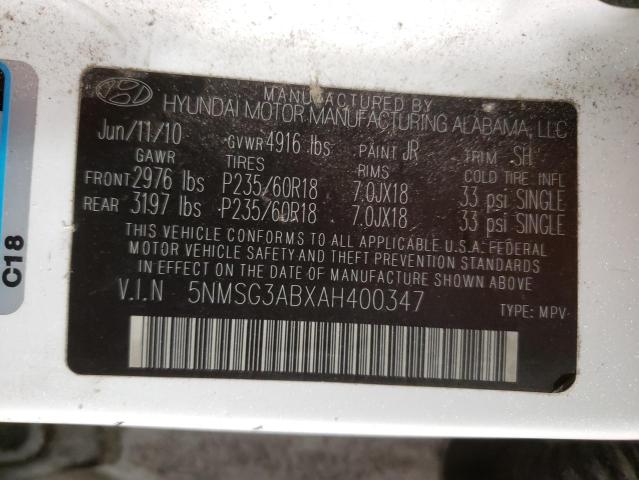 MANUFACTURED BY
HYUNDAI MOTOR MANUFACTURING ALABAMA, LLC
Jun/11/10 GVWR 4916 lbs PAINT JR TRIM SH
GAWR TIRES RIMS COLD TIRE INFL
FRONT 2976 lbs P235/60R18 7.0JX18 33 psi SINGLE
REAR 3197 lbs P235/60R18 7.0JX18 33 psi SINGLE
THIS VEHICLE CONFORMS TO ALL APPLICABLE U.S.A. FEDERAL
MOTOR VEHICLE SAFETY AND THEFT PREVENTION STANDARDS
IN EFFECT ON THE DATE OF MANUFACTURE SHOWN ABOVE.
V.I.N 5NMSG3ABXAH400347 TYPE: MPV
C18